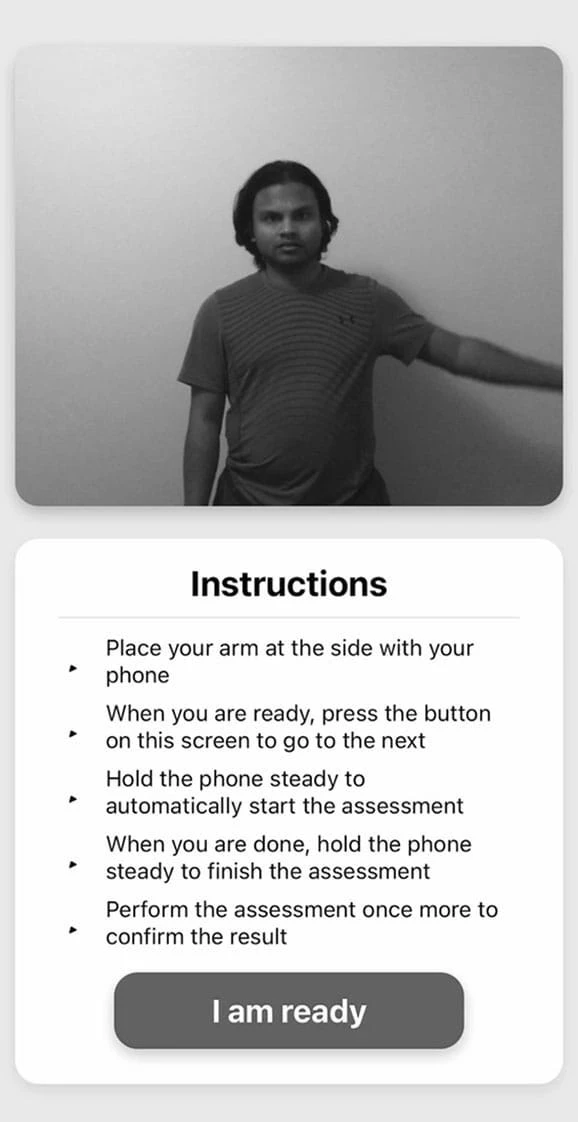 Instructions
Place your arm at the side with your
phone
When you are ready, press the button
on this screen to go to the next
Hold the phone steady to
automatically start the assessment
When you are done, hold the phone
steady to finish the assessment
Perform the assessment once more to
confirm the result
I am ready